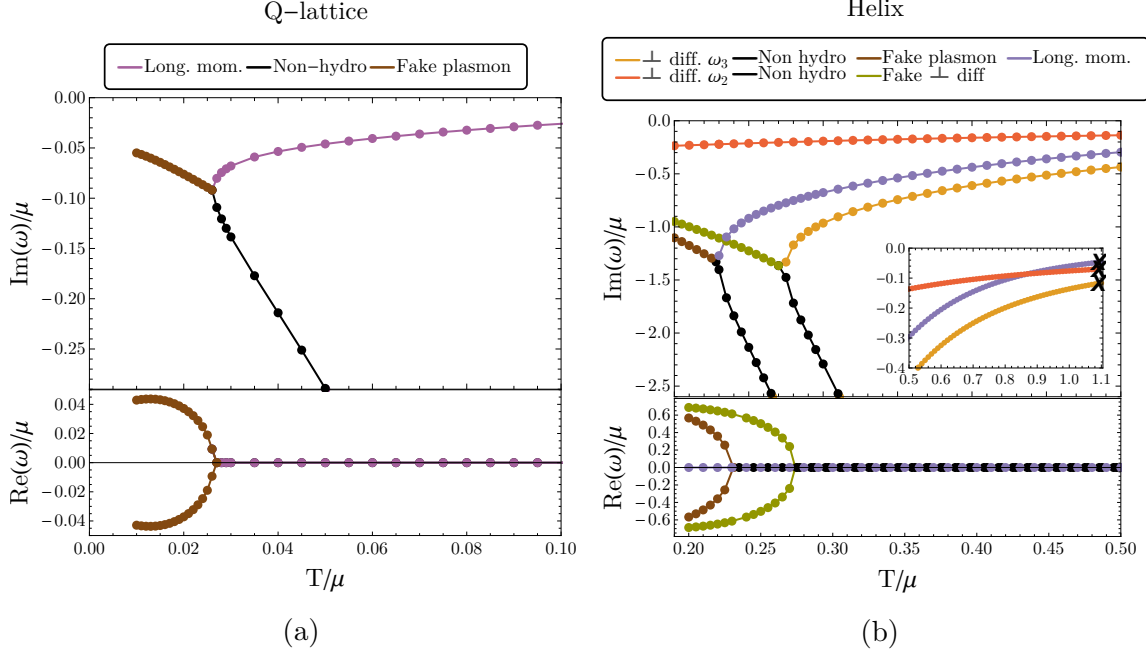 Q−lattice
Long. mom. Non−hydro Fake plasmon
0.00
−0.05
−0.10
−0.15
−0.20
−0.25
Im(ω)/μ
0.04
0.02
0.00
−0.02
−0.04
Re(ω)/μ
0.00 0.02 0.04 0.06 0.08 0.10
T/μ
(a)
Helix
⊥ diff. ω3 Non hydro Fake plasmon Long. mom.
⊥ diff. ω2 Non hydro Fake ⊥ diff
0.0
−0.5
−1.0
−1.5
−2.0
−2.5
Im(ω)/μ
0.0
−0.1
−0.2
−0.3
−0.4
0.5 0.6 0.7 0.8 0.9 1.0 1.1
0.6
0.4
0.2
0.0
−0.2
−0.4
−0.6
Re(ω)/μ
0.20 0.25 0.30 0.35 0.40 0.45 0.50
T/μ
(b)